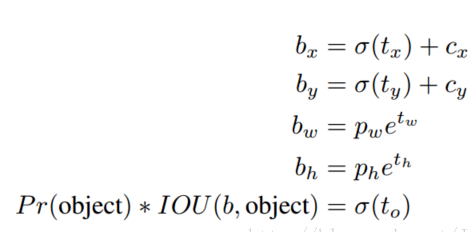 b_x = σ(t_x) + c_x
b_y = σ(t_y) + c_y
b_w = p_w e^{t_w}
b_h = p_h e^{t_h}
Pr(object) * IOU(b, object) = σ(t_o)